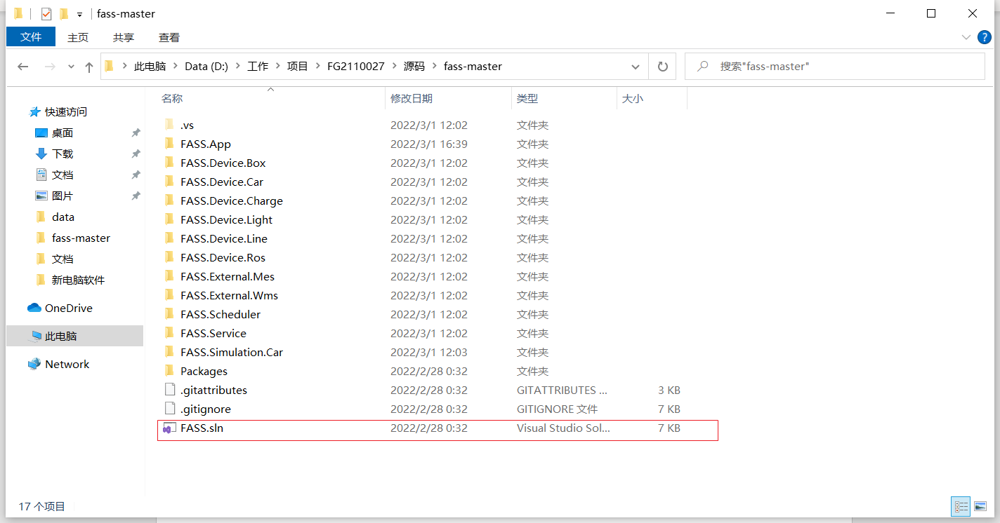 fass-master
文件 主页 共享 查看
此电脑 Data (D:) 工作 项目 FG2110027 源码 fass-master 搜索"fass-master"
名称 修改日期 类型 大小
快速访问
桌面
下载
文档
图片
data
fass-master
文档
新电脑软件
OneDrive
此电脑
Network
.vs 2022/3/1 12:02 文件夹
FASS.App 2022/3/1 16:39 文件夹
FASS.Device.Box 2022/3/1 12:02 文件夹
FASS.Device.Car 2022/3/1 12:02 文件夹
FASS.Device.Charge 2022/3/1 12:02 文件夹
FASS.Device.Light 2022/3/1 12:02 文件夹
FASS.Device.Line 2022/3/1 12:02 文件夹
FASS.Device.Ros 2022/3/1 12:02 文件夹
FASS.External.Mes 2022/3/1 12:02 文件夹
FASS.External.Wms 2022/3/1 12:02 文件夹
FASS.Scheduler 2022/3/1 12:02 文件夹
FASS.Service 2022/3/1 12:02 文件夹
FASS.Simulation.Car 2022/3/1 12:03 文件夹
Packages 2022/2/28 0:32 文件夹
.gitattributes 2022/2/28 0:32 GITATTRIBUTES ... 3 KB
.gitignore 2022/2/28 0:32 GITIGNORE 文件 7 KB
FASS.sln 2022/2/28 0:32 Visual Studio Sol... 7 KB
17 个项目